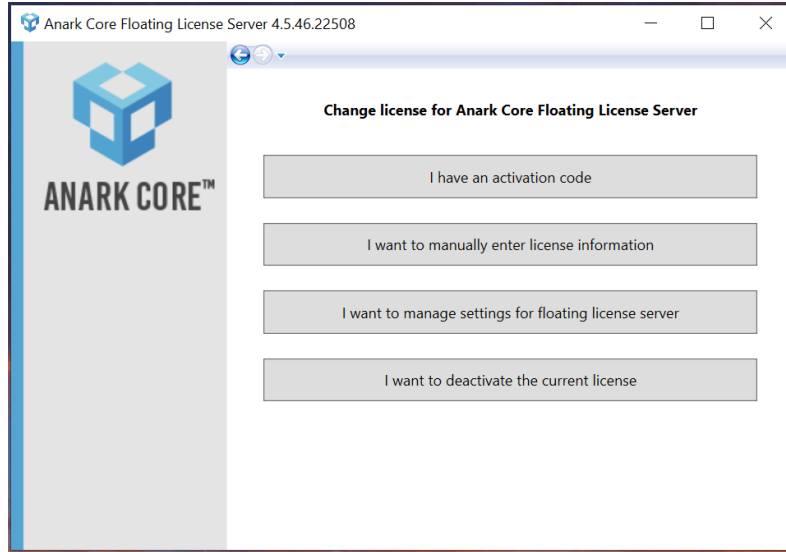 Anark Core Floating License Server 4.5.46.22508
ANARK CORE™
Change license for Anark Core Floating License Server
I have an activation code
I want to manually enter license information
I want to manage settings for floating license server
I want to deactivate the current license